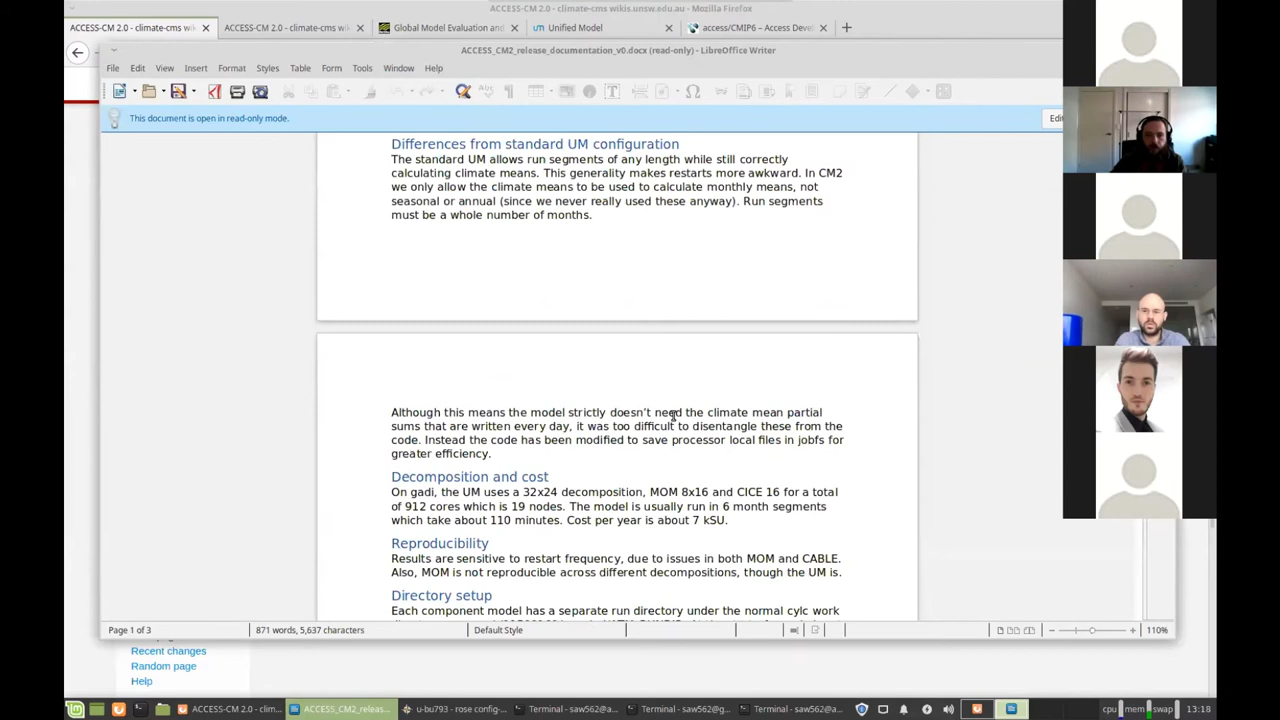 ACCESS-CM 2.0 - climate-cms wikis.unsw.edu.au - Mozilla Firefox
ACCESS-CM 2.0 - climate-cms wi
ACCESS-CM 2.0 - climate-cms wi
Global Model Evaluation and
Unified Model
access/CMIP6 – Access Devel
ACCESS_CM2_release_documentation_v0.docx (read-only) - LibreOffice Writer
File Edit View Insert Format Styles Table Form Tools Window Help
This document is open in read-only mode.
Differences from standard UM configuration
The standard UM allows run segments of any length while still correctly
calculating climate means. This generality makes restarts more awkward. In CM2
we only allow the climate means to be used to calculate monthly means, not
seasonal or annual (since we never really used these anyway). Run segments
must be a whole number of months.
Although this means the model strictly doesn't need the climate mean partial
sums that are written every day, it was too difficult to disentangle these from the
code. Instead the code has been modified to save processor local files in jobfs for
greater efficiency.
Decomposition and cost
On gadi, the UM uses a 32x24 decomposition, MOM 8x16 and CICE 16 for a total
of 912 cores which is 19 nodes. The model is usually run in 6 month segments
which take about 110 minutes. Cost per year is about 7 kSU.
Reproducibility
Results are sensitive to restart frequency, due to issues in both MOM and CABLE.
Also, MOM is not reproducible across different decompositions, though the UM is.
Directory setup
Each component model has a separate run directory under the normal cylc work
Page 1 of 3
871 words, 5,637 characters
Default Style
110%
Recent changes
Random page
Help
ACCESS-CM 2.0 - clim...
ACCESS_CM2_releas...
u-bu793 - rose config-...
Terminal - saw562@a...
Terminal - saw562@g...
Terminal - saw562@a...
cpu mem swap
13:18